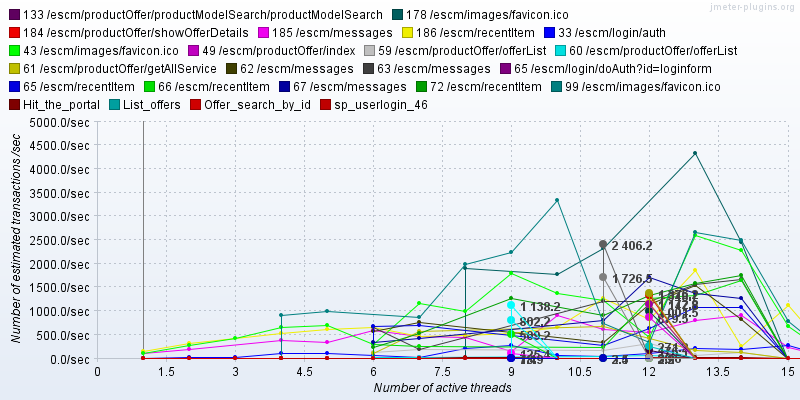 jmeter-plugins.org
133 /escm/productOffer/productModelSearch/productModelSearch 178 /escm/images/favicon.ico
184 /escm/productOffer/showOfferDetails 185 /escm/messages 186 /escm/recentItem 33 /escm/login/auth
43 /escm/images/favicon.ico 49 /escm/productOffer/index 59 /escm/productOffer/offerList 60 /escm/productOffer/offerList
61 /escm/productOffer/getAllService 62 /escm/messages 63 /escm/messages 65 /escm/login/doAuth?id=loginform
65 /escm/recentItem 66 /escm/recentItem 67 /escm/messages 72 /escm/recentItem 99 /escm/images/favicon.ico
Hit_the_portal List_offers Offer_search_by_id sp_userlogin_46
5000.0/sec
4500.0/sec
4000.0/sec
3500.0/sec
3000.0/sec
2500.0/sec
2000.0/sec
1500.0/sec
1000.0/sec
500.0/sec
0.0/sec
Number of estimated transactions /sec
2 406.2
1 726.5
1 138.2
802.2
0 1.5 3 4.5 6 7.5 9 10.5 12 13.5 15
Number of active threads